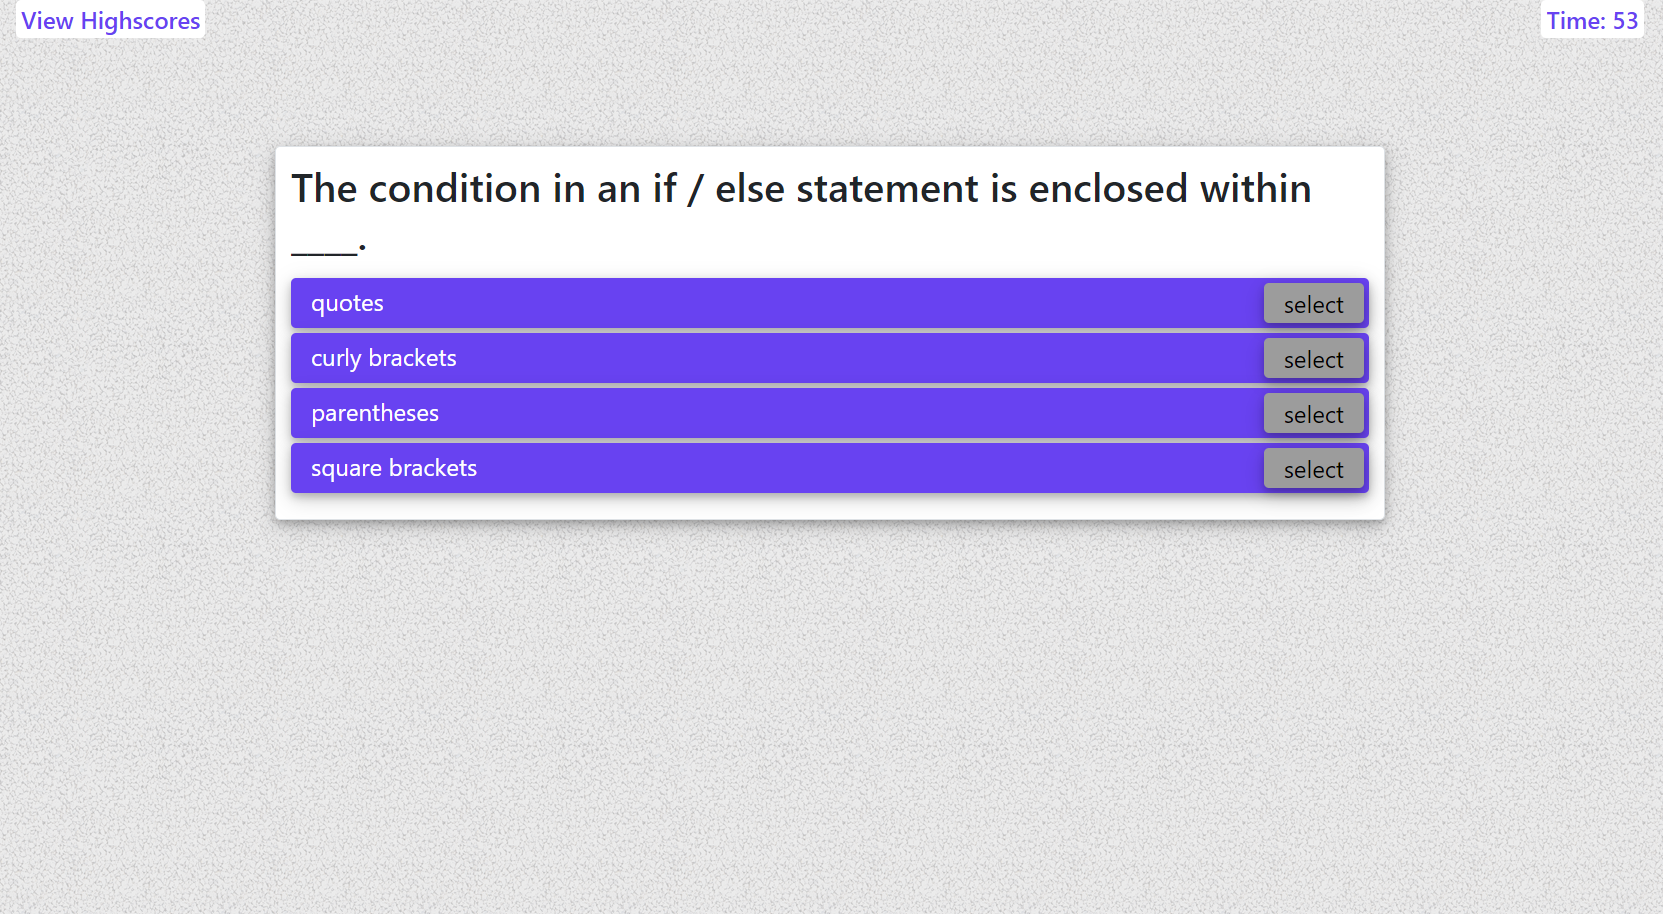 View Highscores
Time: 53
The condition in an if / else statement is enclosed within
____.
quotes
select
curly brackets
select
parentheses
select
square brackets
select